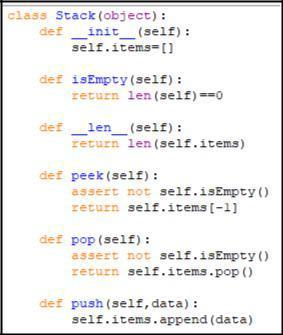 class Stack(object):
    def __init__(self):
        self.items=[]

    def isEmpty(self):
        return len(self)==0

    def __len__(self):
        return len(self.items)

    def peek(self):
        assert not self.isEmpty()
        return self.items[-1]

    def pop(self):
        assert not self.isEmpty()
        return self.items.pop()

    def push(self,data):
        self.items.append(data)